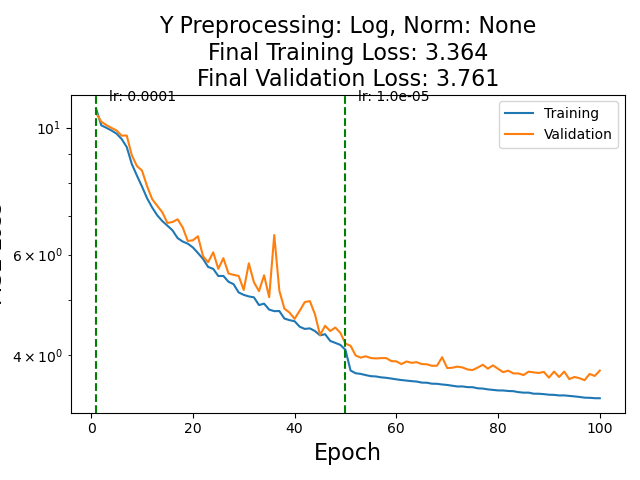 Y Preprocessing: Log, Norm: None
Final Training Loss: 3.364
Final Validation Loss: 3.761
lr: 0.0001
lr: 1.0e-05
Training
Validation
10¹
6 × 10⁰
4 × 10⁰
0
20
40
60
80
100
Epoch